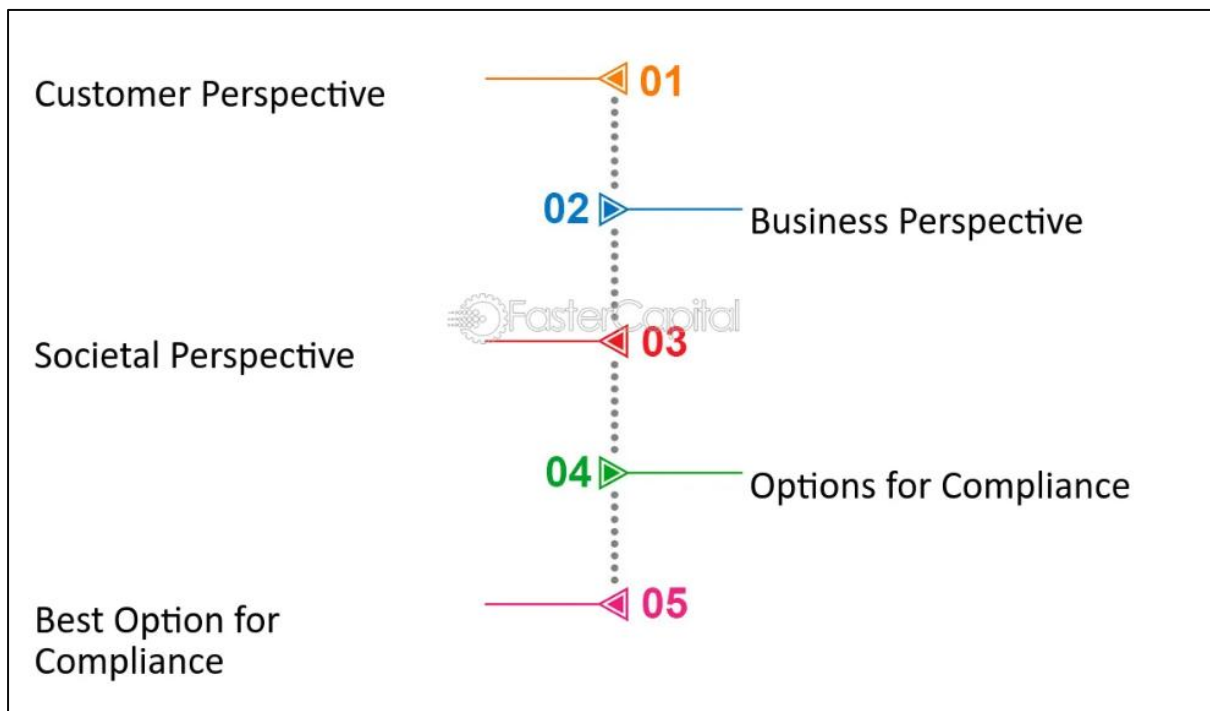 Customer Perspective
01
02
Business Perspective
FasterCapital
Societal Perspective
03
04
Options for Compliance
Best Option for
Compliance
05